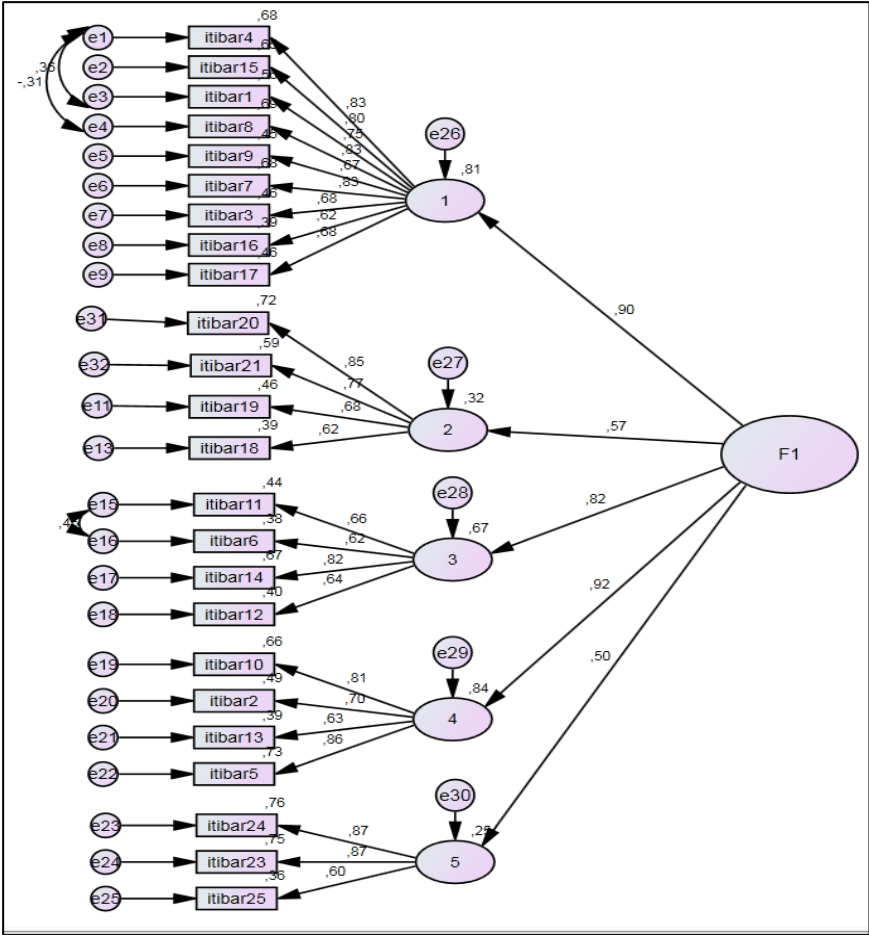 ,68
e1 itibar4
,83
e2 itibar15
,36
-,31
,80
e3 itibar1
,75
e4 itibar8
,69
,83
e26
,81
e5 itibar9
,67
e6 itibar7
,68
,83
1
e7 itibar3
,46
,68
e8 itibar16
,39
,62
e9 itibar17
,46
,68
,90
e31 itibar20
,72
,85
e32 itibar21
,59
,77
e27
,32
e11 itibar19
,46
,68
2
,57
e13 itibar18
,39
,62
F1
e15 itibar11
,44
,66
e28
,67
,82
e16 itibar6
,38
,62
3
e17 itibar14
,67
,82
e18 itibar12
,40
,64
,92
e19 itibar10
,66
,81
e29
,84
,50
e20 itibar2
,49
,70
4
e21 itibar13
,39
,63
e22 itibar5
,73
,86
e23 itibar24
,76
,87
e30
,25
e24 itibar23
,75
,87
5
e25 itibar25
,36
,60